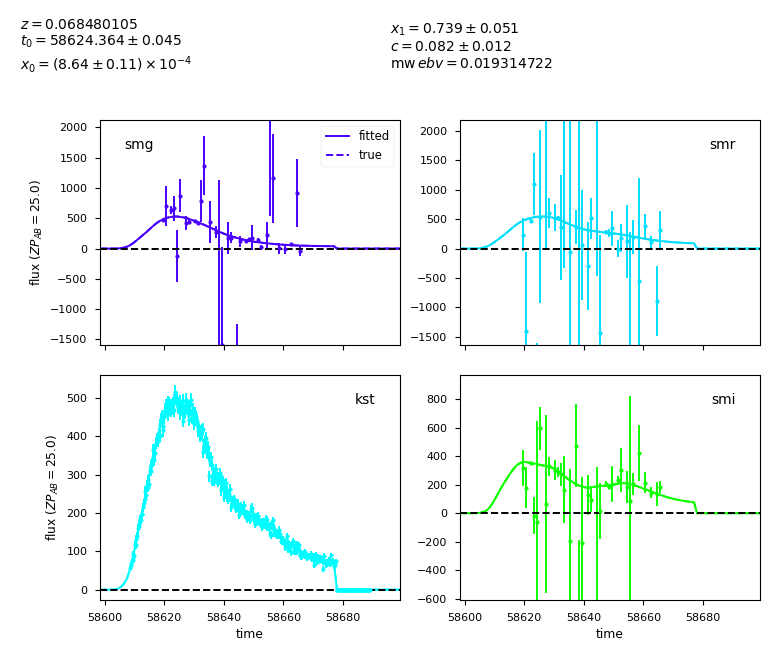 z = 0.068480105
t₀ = 58624.364 ± 0.045
x₀ = (8.64 ± 0.11) × 10⁻⁴
x₁ = 0.739 ± 0.051
c = 0.082 ± 0.012
mw ebv = 0.019314722
smg
fitted
true
2000
1500
1000
500
0
−500
−1000
−1500
flux (ZP_AB = 25.0)
smr
2000
1500
1000
500
0
−500
−1000
−1500
kst
500
400
300
200
100
0
flux (ZP_AB = 25.0)
58600 58620 58640 58660 58680
time
smi
800
600
400
200
0
−200
−400
−600
58600 58620 58640 58660 58680
time